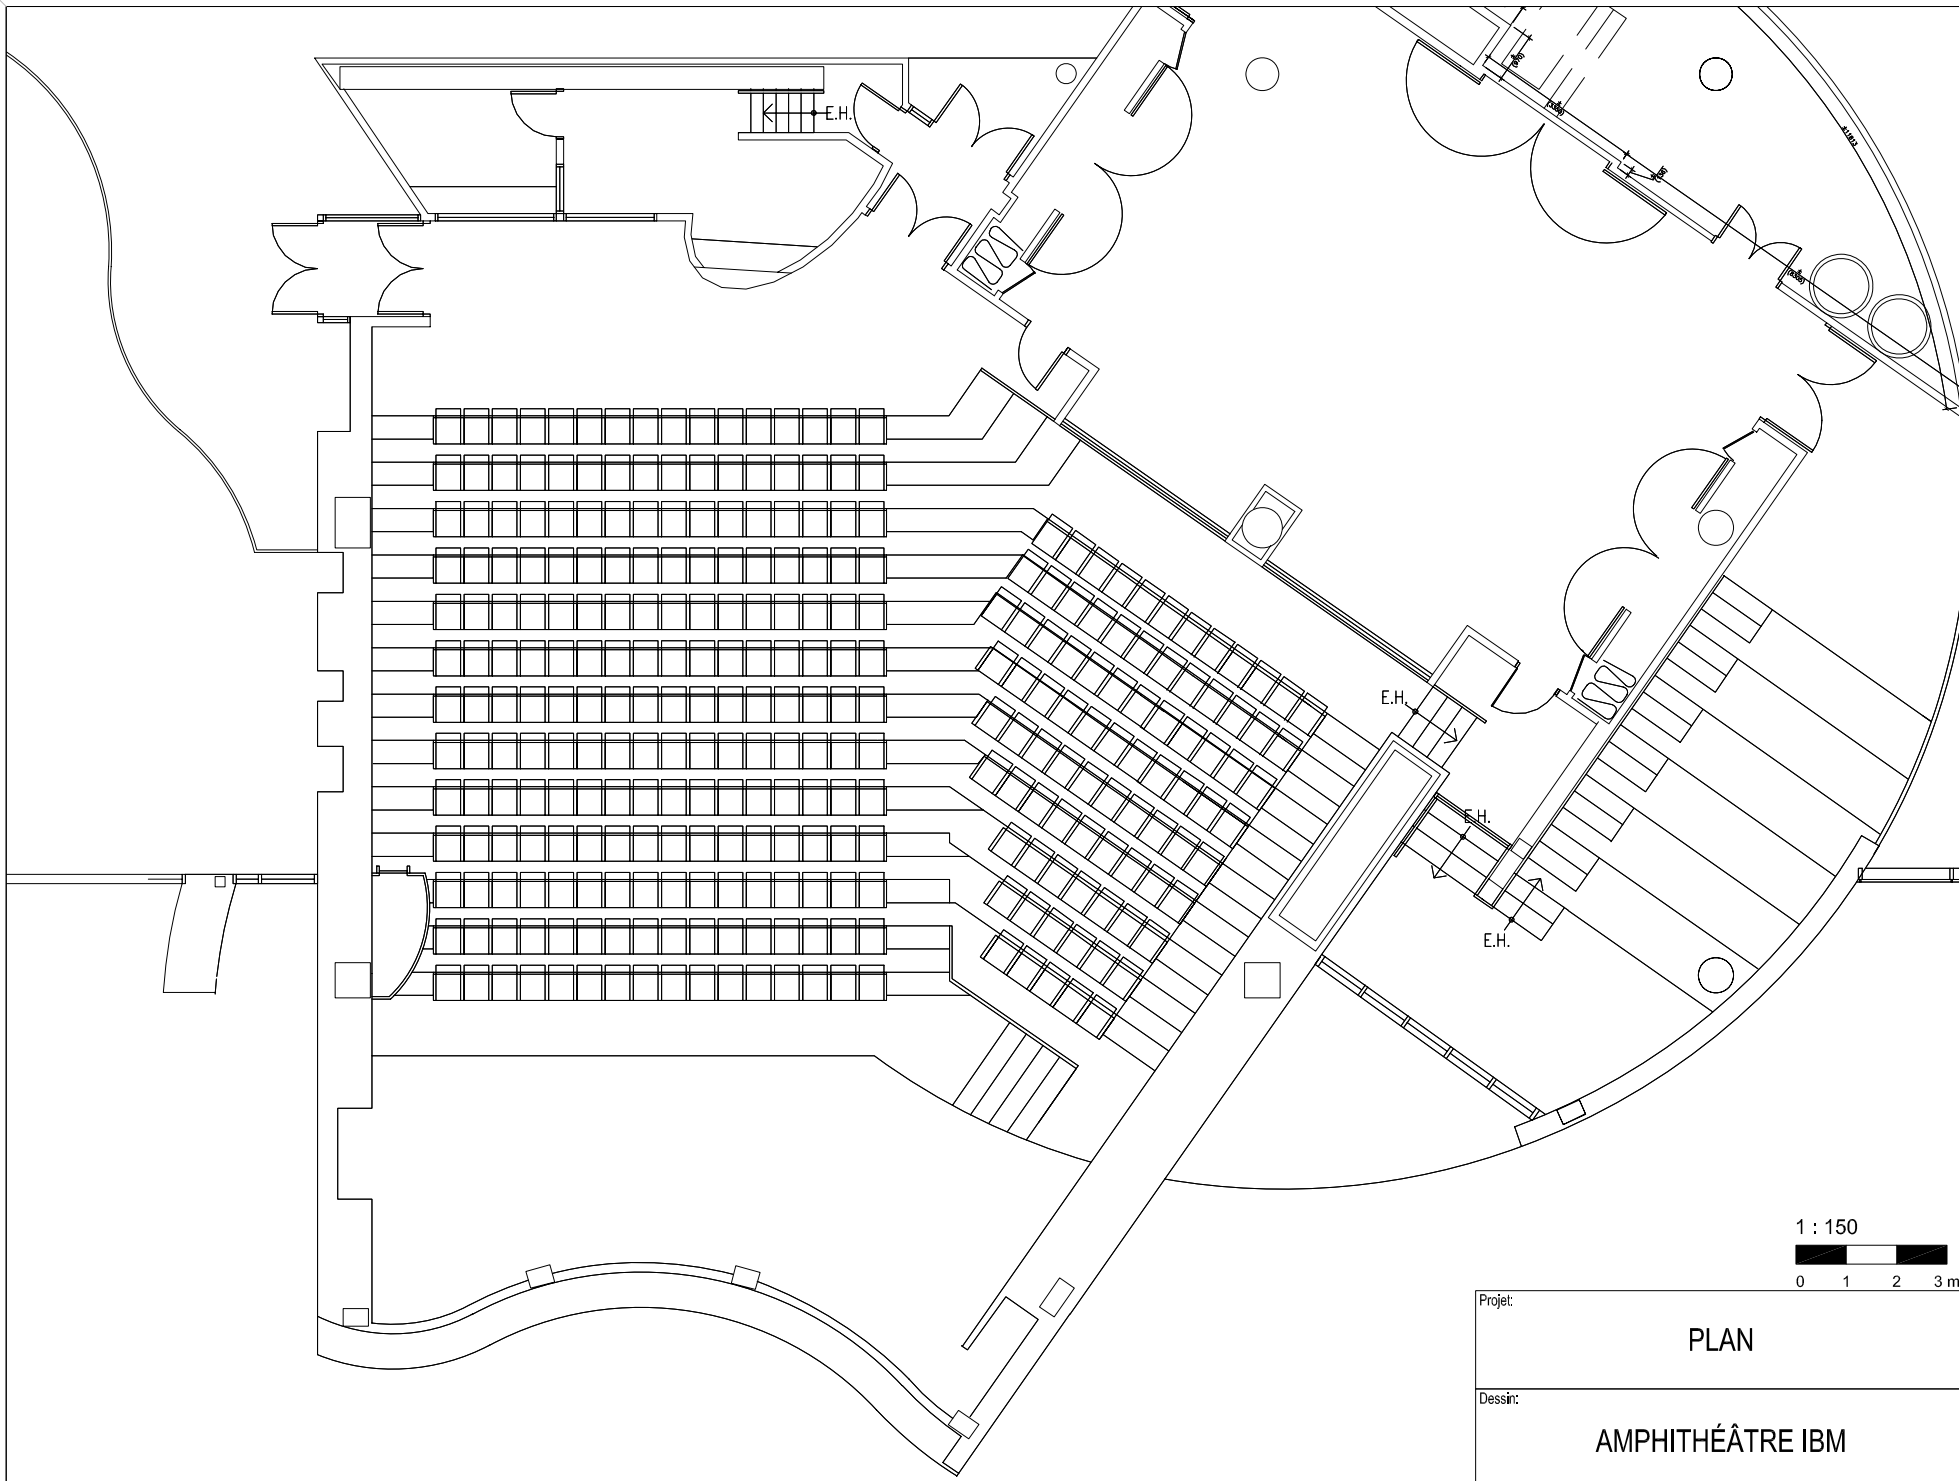 E.H.
E.H.
E.H.
E.H.
1 : 150
0 1 2 3 m
Projet:
PLAN
Dessin:
AMPHITHÉÂTRE IBM